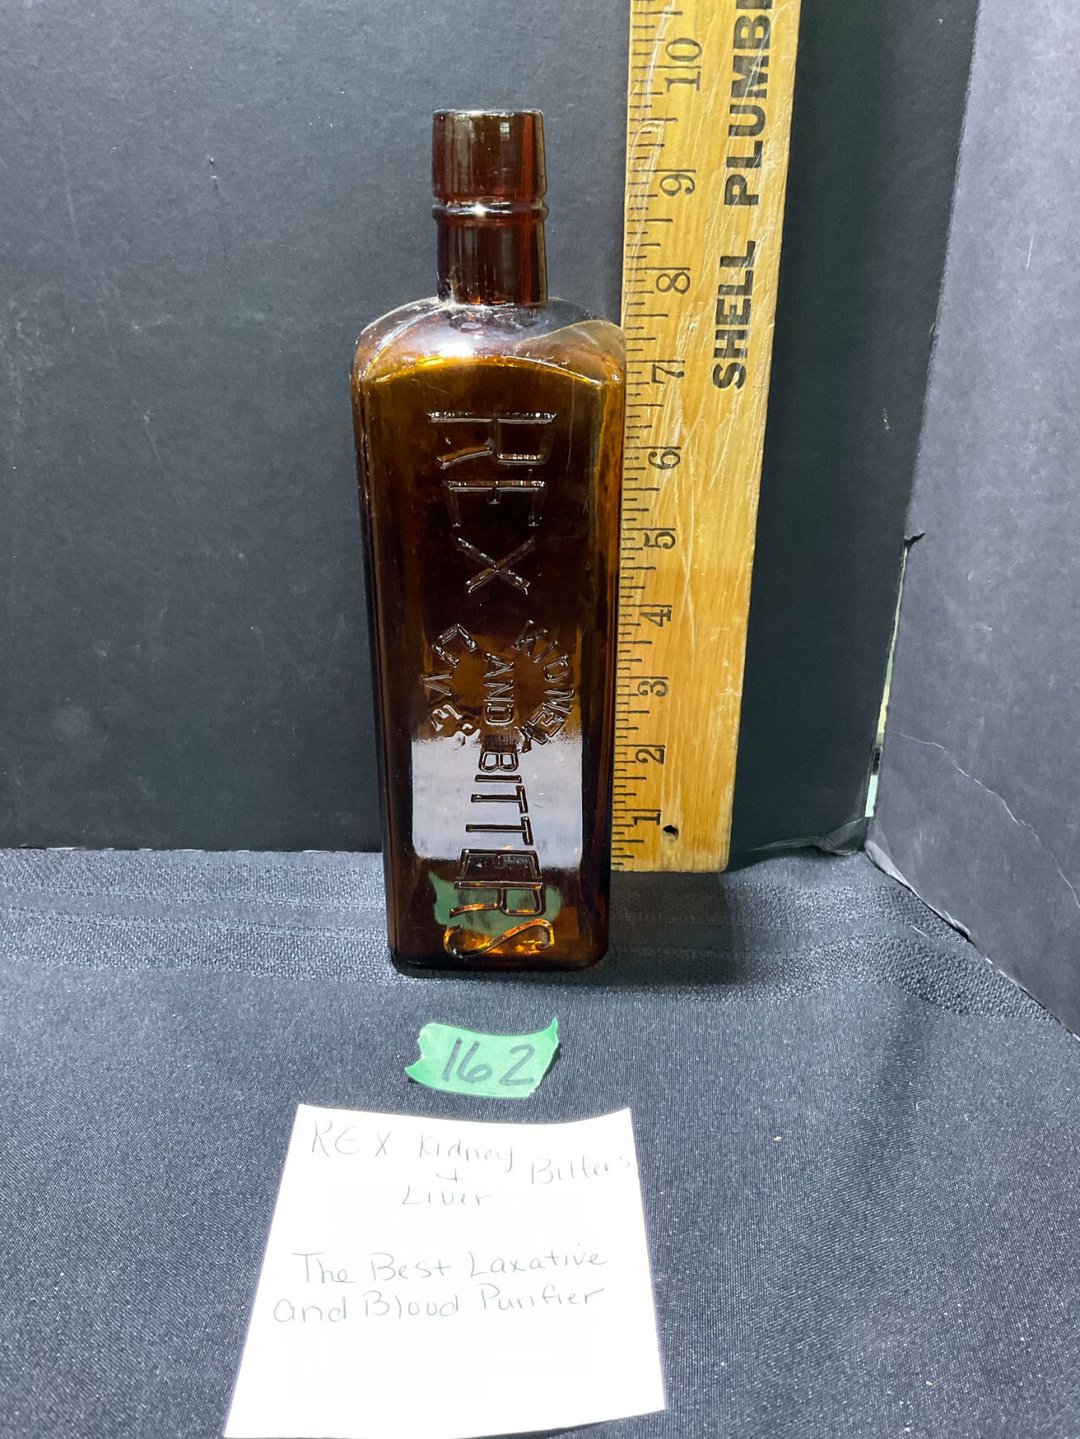 SHELL PLUMB
10
9
8
7
6
5
4
3
2
1
REX
KIDNEY
AND
LIVER
BITTERS
162
REX Kidney
+ Bitters
Liver
The Best Laxative
and Blood Purifier